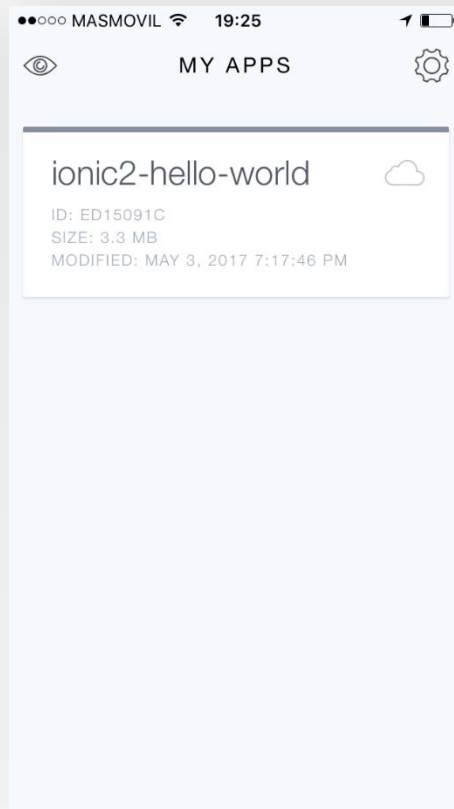 MASMOVIL 19:25
MY APPS
ionic2-hello-world
ID: ED15091C
SIZE: 3.3 MB
MODIFIED: MAY 3, 2017 7:17:46 PM